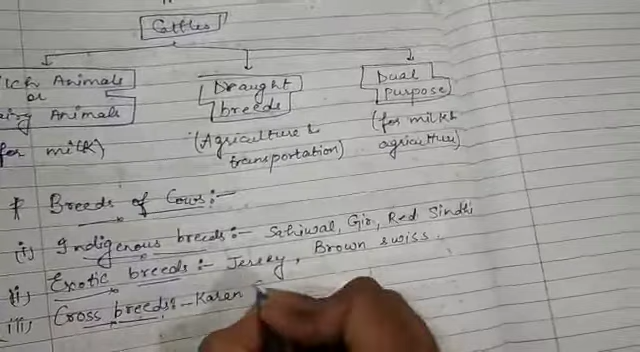 Cattles
Milch Animals
or
Dairy Animals
for milk)
Draught
breeds
(Agriculture &
transportation)
Dual
purpose
(for milk &
agriculture)
Breeds of Cows:-
(i) Indigenous breeds:- Sahiwal, Gir, Red Sindhi
ii) Exotic breeds:- Jersey, Brown swiss.
iii) Cross breeds:- Karan